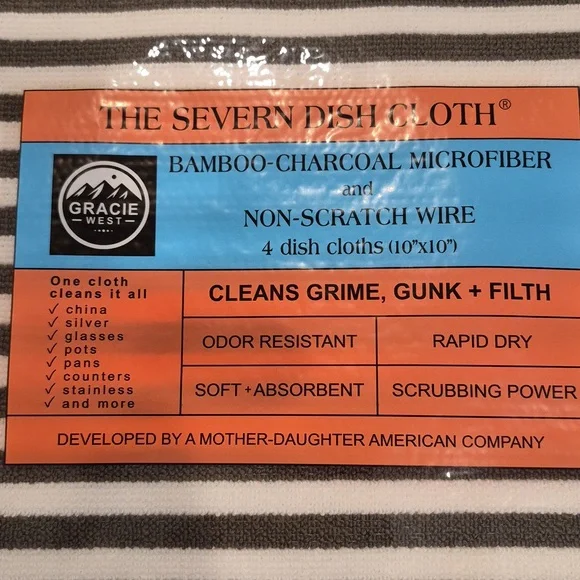 THE SEVERN DISH CLOTH®
BAMBOO-CHARCOAL MICROFIBER
and
NON-SCRATCH WIRE
4 dish cloths (10"x10")
GRACIE
WEST
One cloth
cleans it all
✓ china
✓ silver
✓ glasses
✓ pots
✓ pans
✓ counters
✓ stainless
✓ and more
CLEANS GRIME, GUNK + FILTH
ODOR RESISTANT
RAPID DRY
SOFT + ABSORBENT
SCRUBBING POWER
DEVELOPED BY A MOTHER-DAUGHTER AMERICAN COMPANY